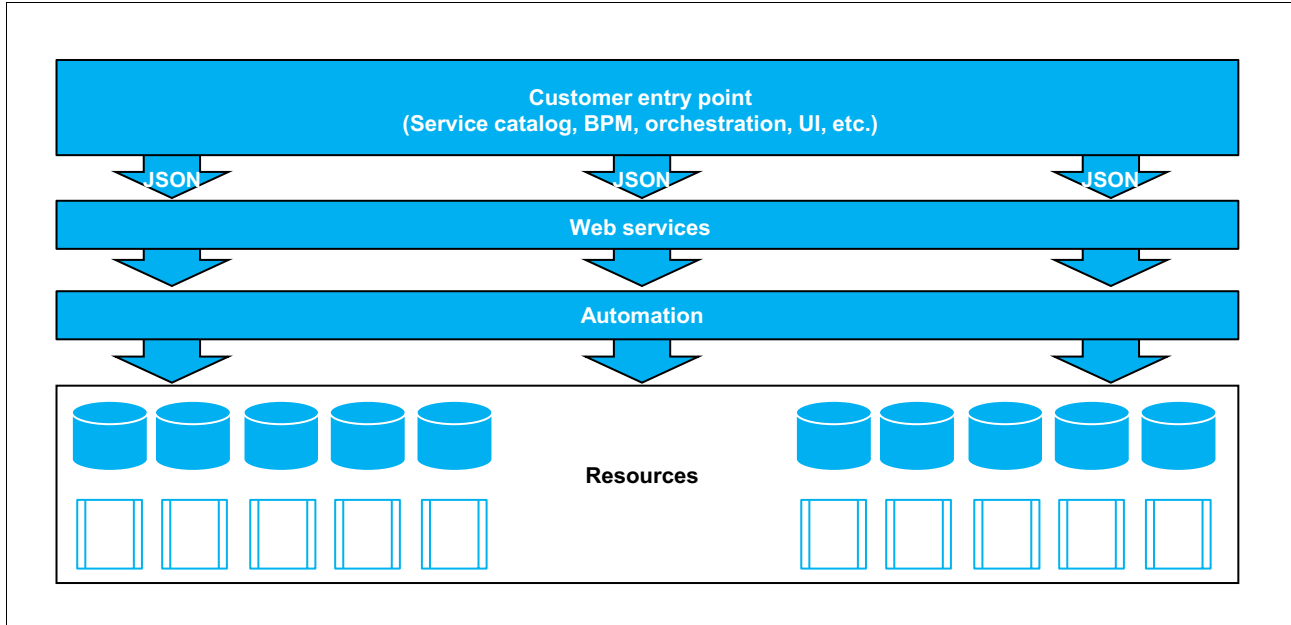 Customer entry point
(Service catalog, BPM, orchestration, UI, etc.)
JSON
JSON
JSON
Web services
Automation
Resources